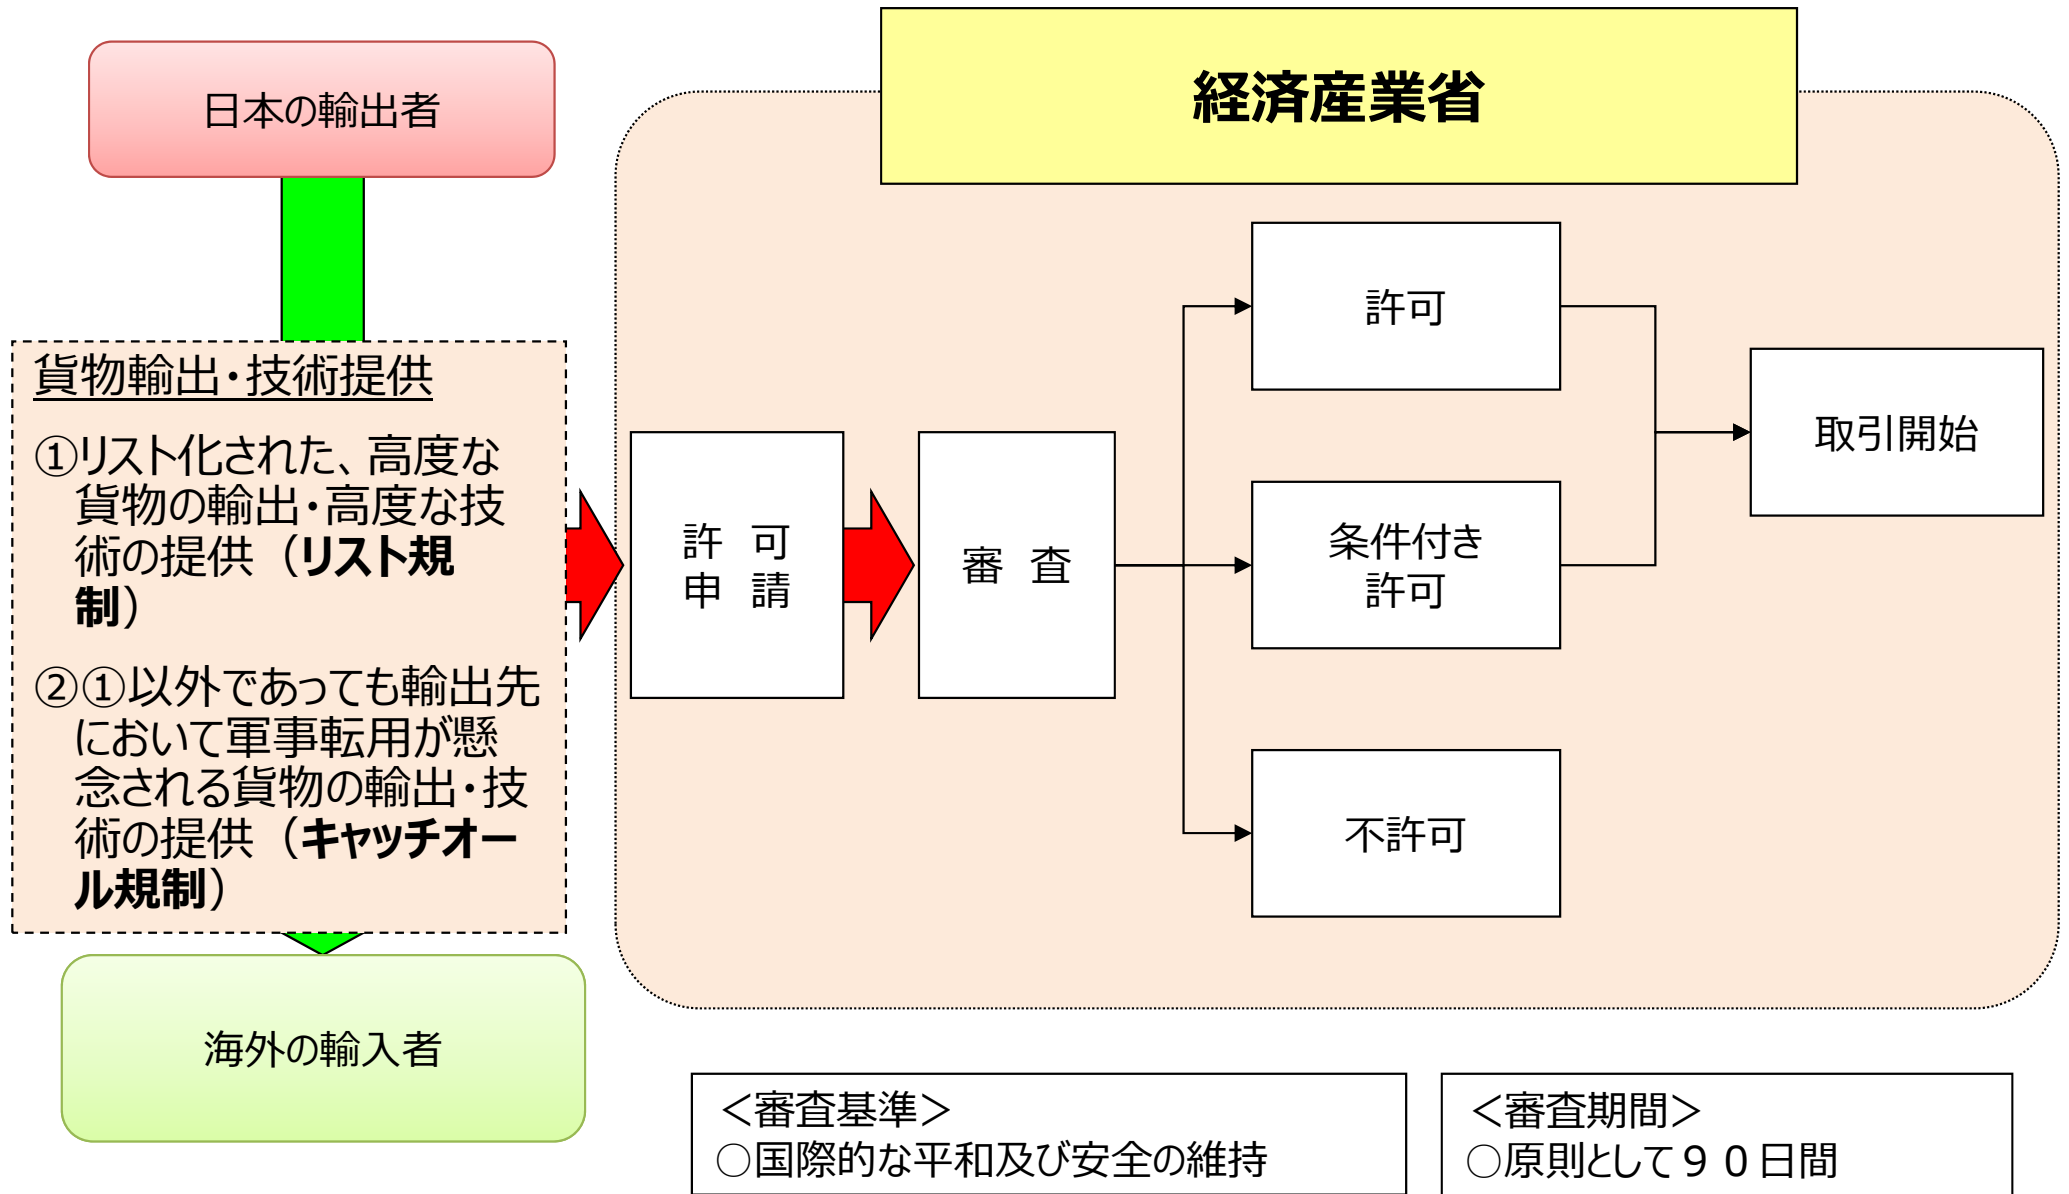 日本の輸出者
貨物輸出・技術提供
①リスト化された、高度な
貨物の輸出・高度な技
術の提供（リスト規
制）
②①以外であっても輸出先
において軍事転用が懸
念される貨物の輸出・技
術の提供（キャッチオー
ル規制）
海外の輸入者
経済産業省
許　可
申　請
審　査
許可
条件付き
許可
不許可
取引開始
＜審査基準＞
○国際的な平和及び安全の維持
＜審査期間＞
○原則として９０日間